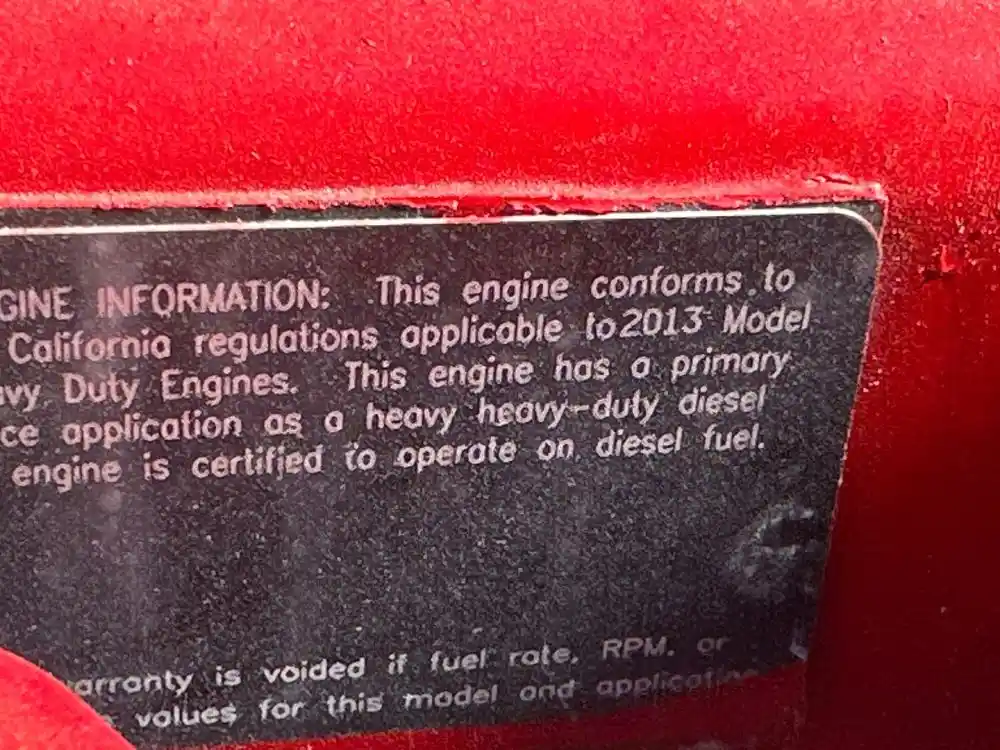 GINE INFORMATION: This engine conforms to
California regulations applicable to 2013 Model
vy Duty Engines. This engine has a primary
ce application as a heavy heavy-duty diesel
engine is certified to operate on diesel fuel.
arranty is voided if fuel rate, RPM, or
values for this model and application